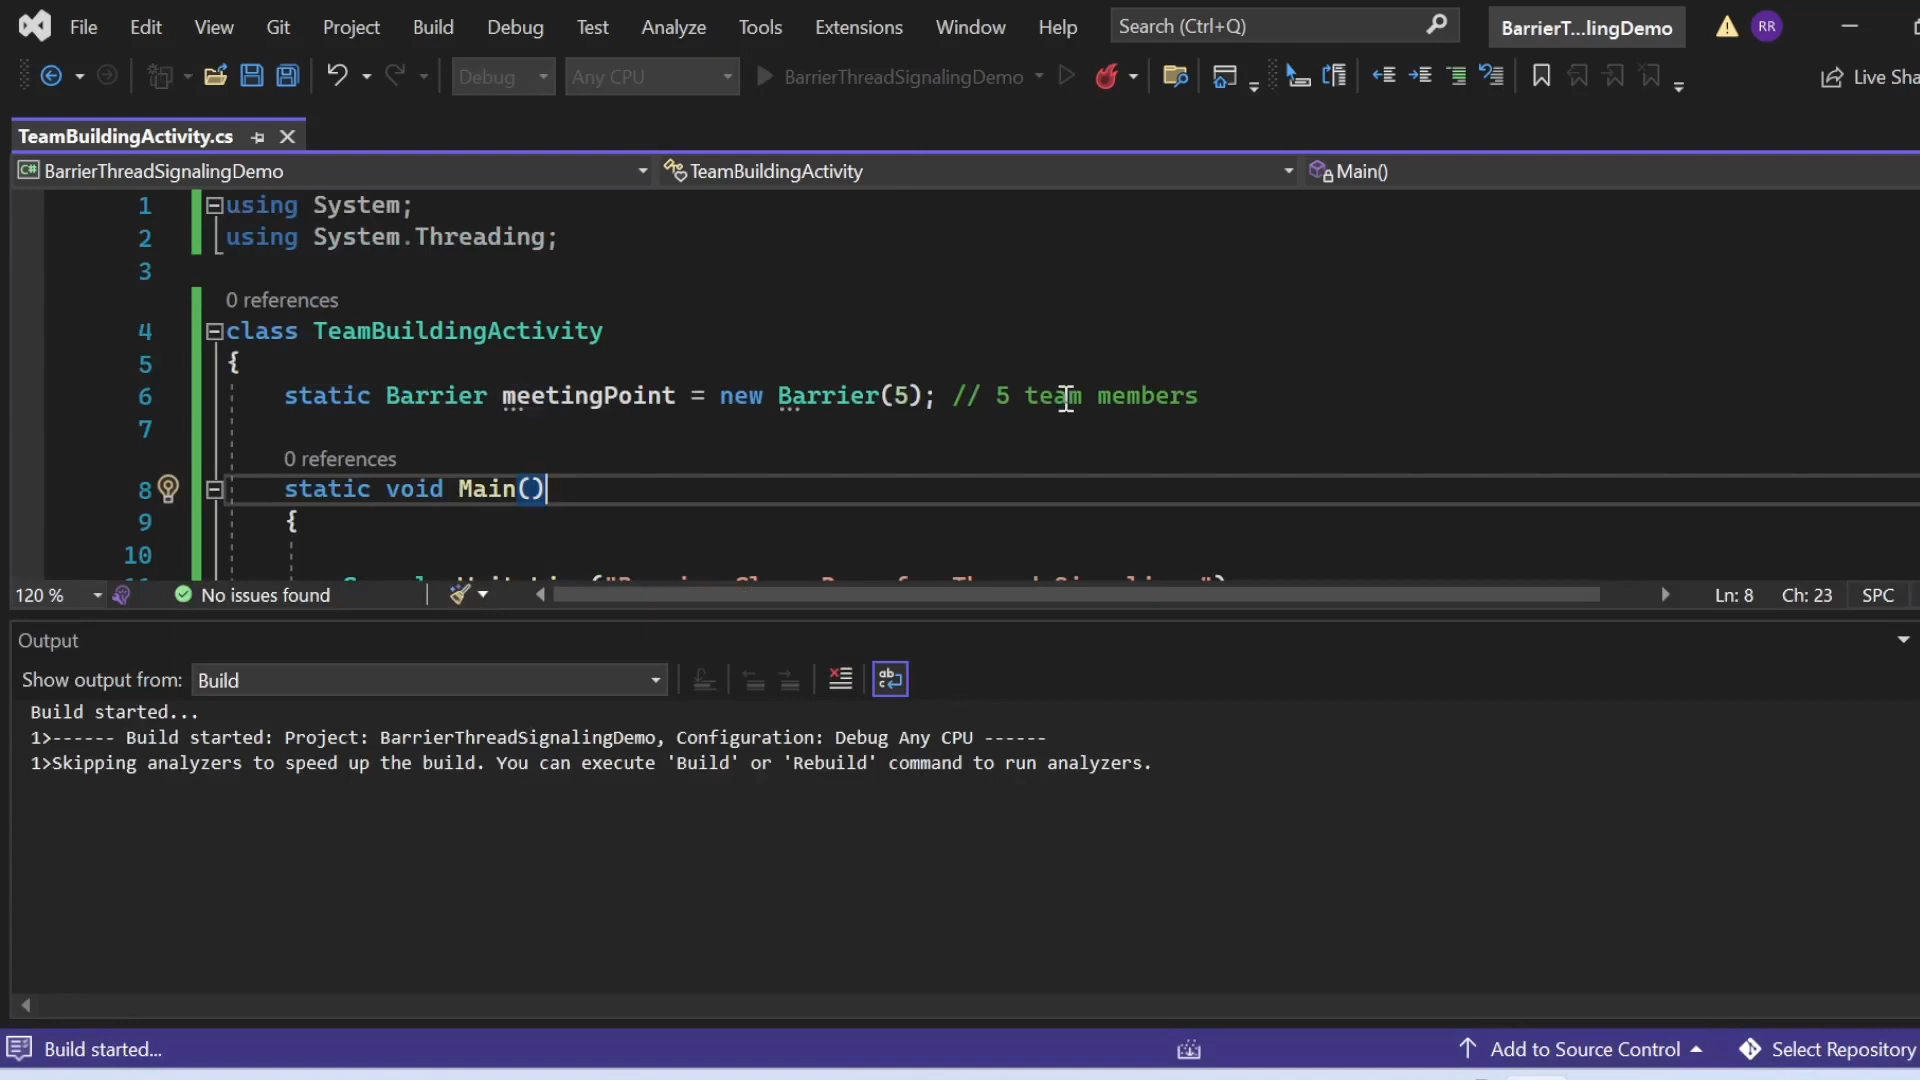 File Edit View Git Project Build Debug Test Analyze Tools Extensions Window Help Search (Ctrl+Q) BarrierT...lingDemo RR
Debug Any CPU BarrierThreadSignalingDemo Live Sha
TeamBuildingActivity.cs
C# BarrierThreadSignalingDemo TeamBuildingActivity Main()
1 using System;
2 using System.Threading;
3
0 references
4 class TeamBuildingActivity
5 {
6 static Barrier meetingPoint = new Barrier(5); // 5 team members
7
0 references
8 static void Main()
9 {
10
120 % No issues found Ln: 8 Ch: 23 SPC
Output
Show output from: Build
Build started...
1>------ Build started: Project: BarrierThreadSignalingDemo, Configuration: Debug Any CPU ------
1>Skipping analyzers to speed up the build. You can execute 'Build' or 'Rebuild' command to run analyzers.
Build started... Add to Source Control Select Repository